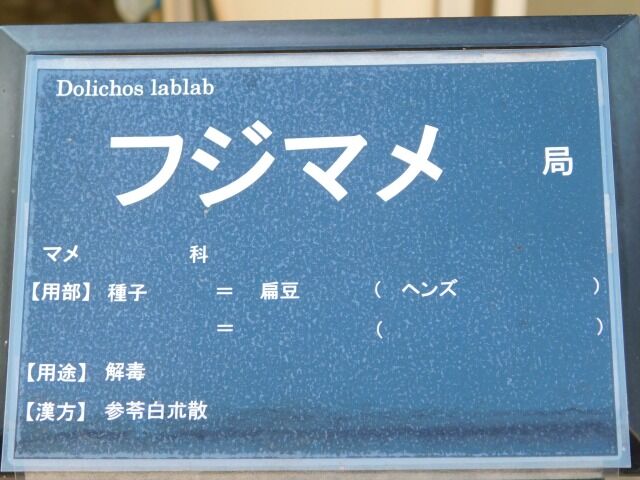 Dolichos lablab
フジマメ 局
マメ 科
【用部】 種子 ＝ 扁豆 （ ヘンズ ）
＝ （ ）
【用途】 解毒
【漢方】 参苓白朮散